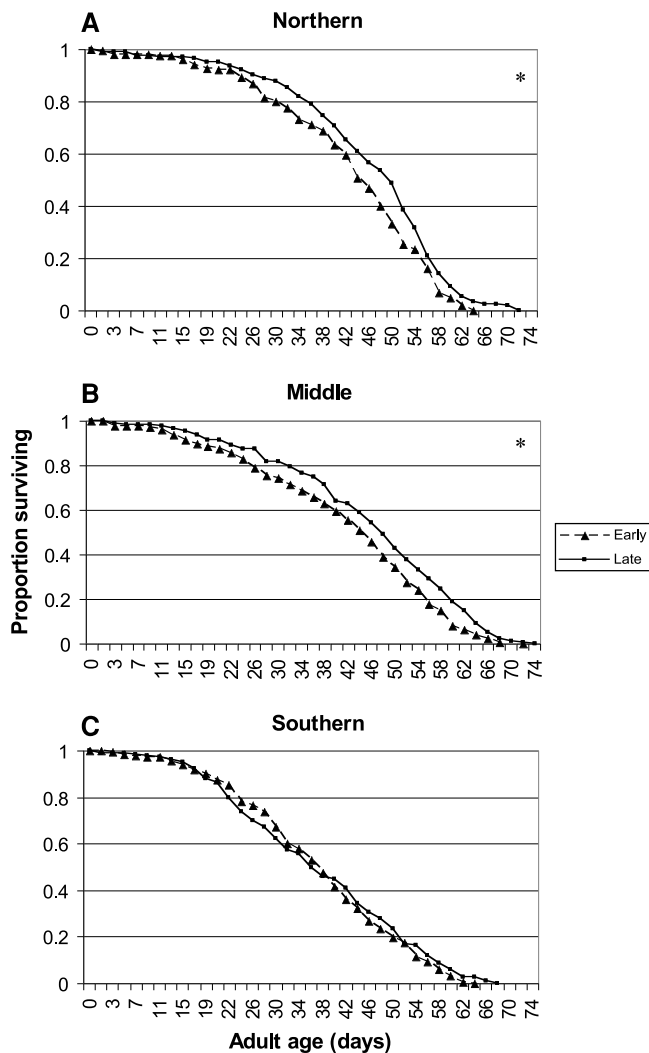 A Northern
1
0.8
0.6
0.4
0.2
0
*
0 3 7 11 15 19 22 26 30 34 38 42 46 50 54 58 62 66 70 74
B Middle
1
0.8
0.6
0.4
0.2
0
*
0 3 7 11 15 19 22 26 30 34 38 42 46 50 54 58 62 66 70 74
Proportion surviving
Early
Late
C Southern
1
0.8
0.6
0.4
0.2
0
0 3 7 11 15 19 22 26 30 34 38 42 46 50 54 58 62 66 70 74
Adult age (days)